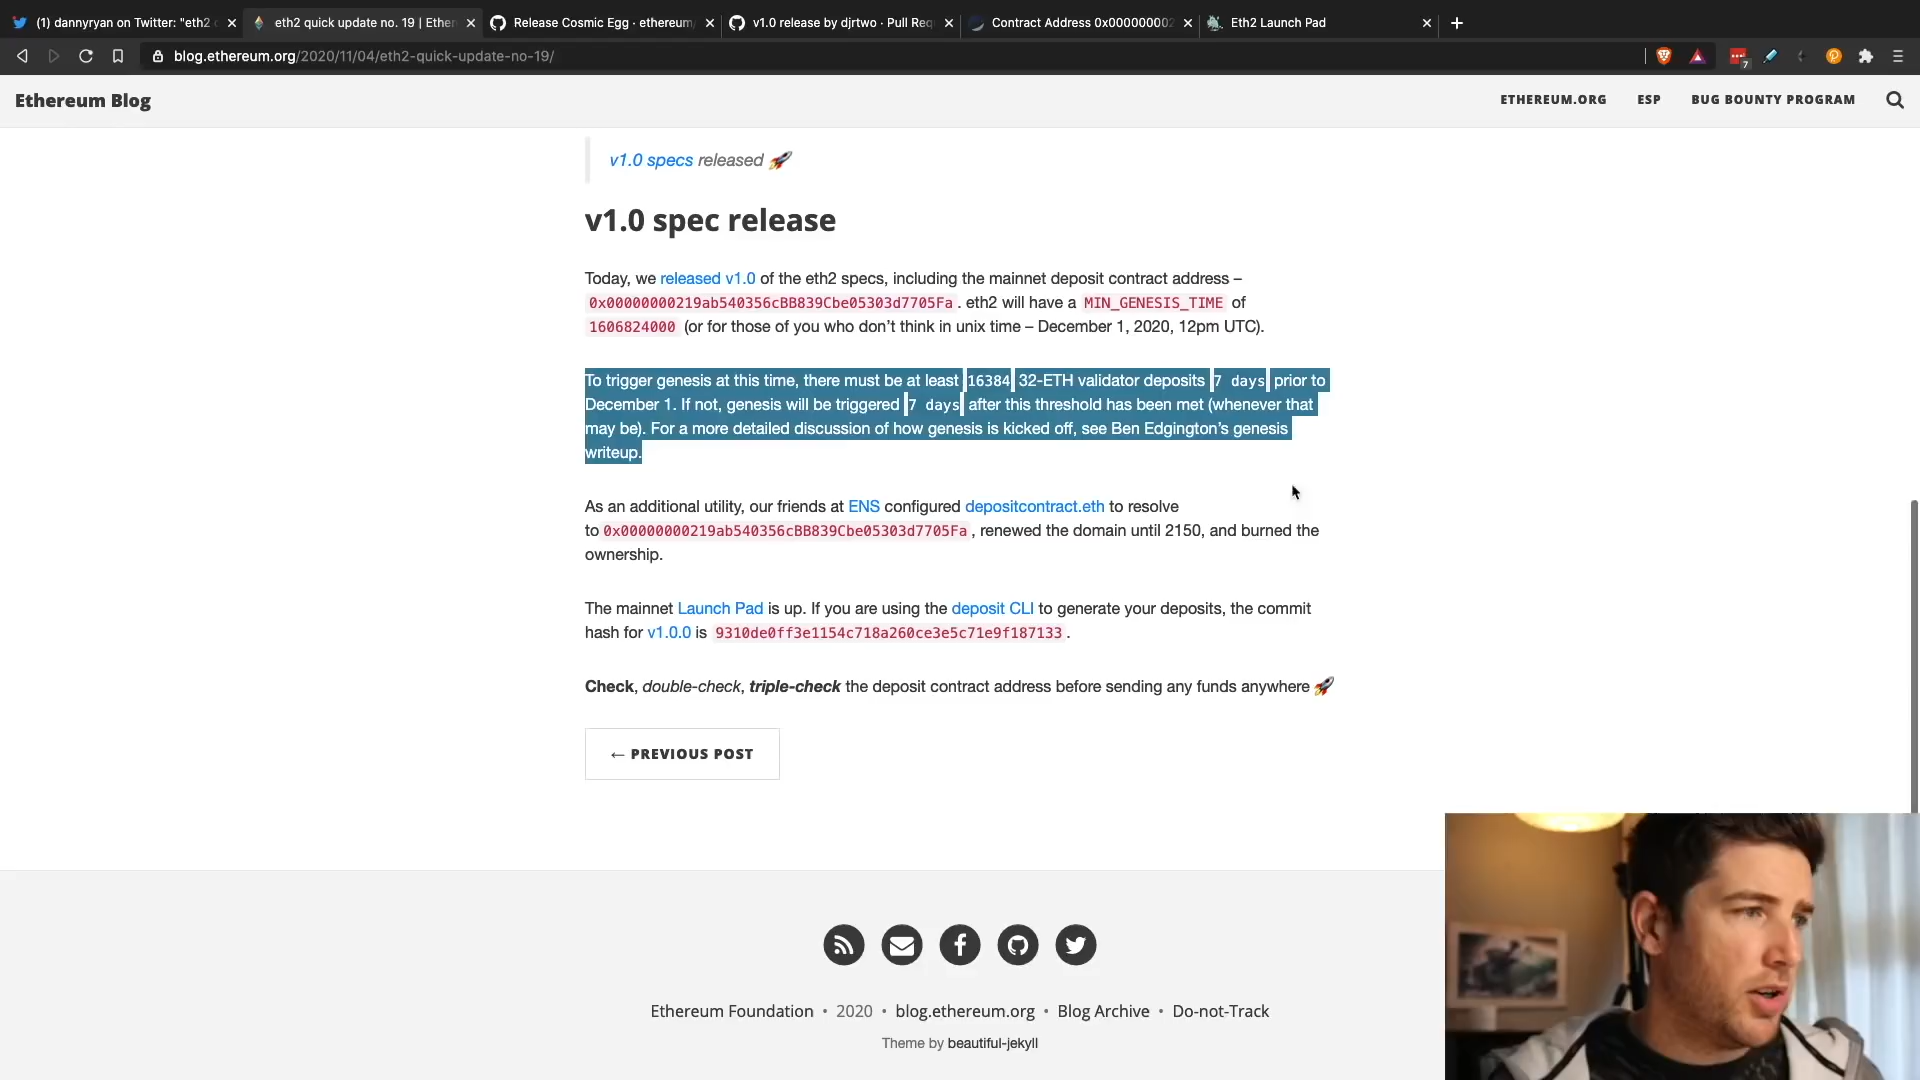 (1) dannyryan on Twitter: "eth2
eth2 quick update no. 19 | Ether
Release Cosmic Egg · ethereum/
v1.0 release by djrtwo · Pull Req
Contract Address 0x000000002
Eth2 Launch Pad
blog.ethereum.org/2020/11/04/eth2-quick-update-no-19/
7
Ethereum Blog
ETHEREUM.ORG
ESP
BUG BOUNTY PROGRAM
v1.0 specs released 🚀
v1.0 spec release
Today, we released v1.0 of the eth2 specs, including the mainnet deposit contract address –
0x00000000219ab540356cBB839Cbe05303d7705Fa. eth2 will have a MIN_GENESIS_TIME of
1606824000 (or for those of you who don’t think in unix time – December 1, 2020, 12pm UTC).
To trigger genesis at this time, there must be at least 16384 32-ETH validator deposits 7 days prior to
December 1. If not, genesis will be triggered 7 days after this threshold has been met (whenever that
may be). For a more detailed discussion of how genesis is kicked off, see Ben Edgington’s genesis
writeup.
As an additional utility, our friends at ENS configured depositcontract.eth to resolve
to 0x00000000219ab540356cBB839Cbe05303d7705Fa, renewed the domain until 2150, and burned the
ownership.
The mainnet Launch Pad is up. If you are using the deposit CLI to generate your deposits, the commit
hash for v1.0.0 is 9310de0ff3e1154c718a260ce3e5c71e9f187133.
Check, double-check, triple-check the deposit contract address before sending any funds anywhere 🚀
← PREVIOUS POST
Ethereum Foundation • 2020 • blog.ethereum.org • Blog Archive • Do-not-Track
Theme by beautiful-jekyll